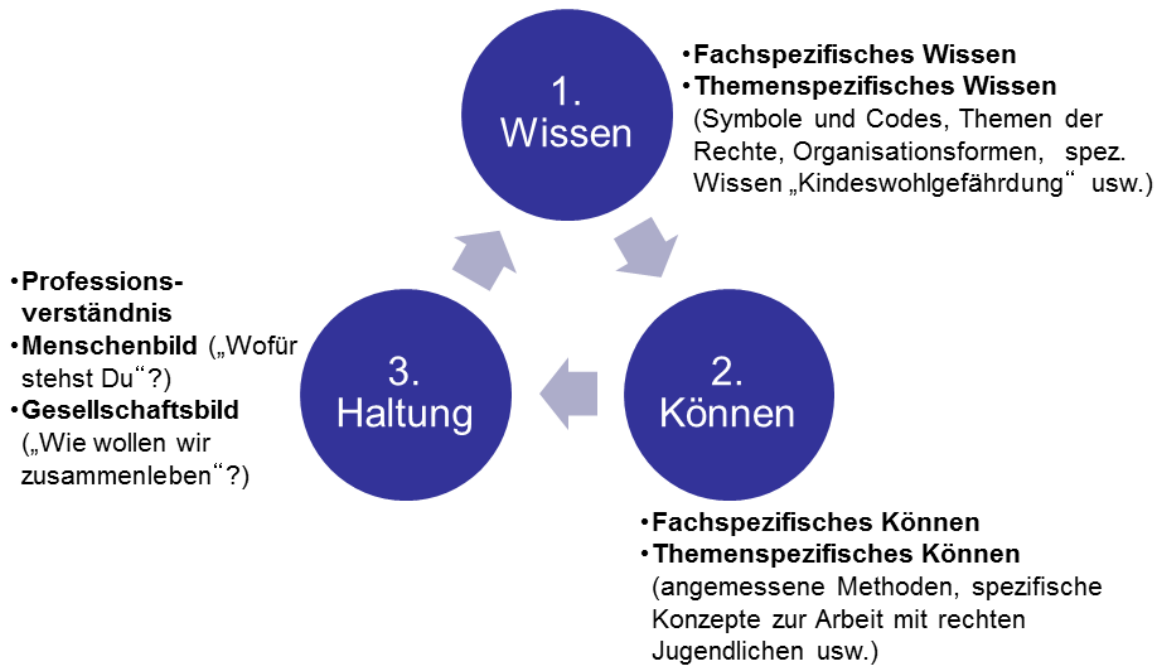 1.
Wissen
•Fachspezifisches Wissen
•Themenspezifisches Wissen
(Symbole und Codes, Themen der
Rechte, Organisationsformen, spez.
Wissen „Kindeswohlgefährdung“ usw.)
2.
Können
•Fachspezifisches Können
•Themenspezifisches Können
(angemessene Methoden, spezifische
Konzepte zur Arbeit mit rechten
Jugendlichen usw.)
3.
Haltung
•Professions-
verständnis
•Menschenbild („Wofür
stehst Du“?)
•Gesellschaftsbild
(„Wie wollen wir
zusammenleben“?)